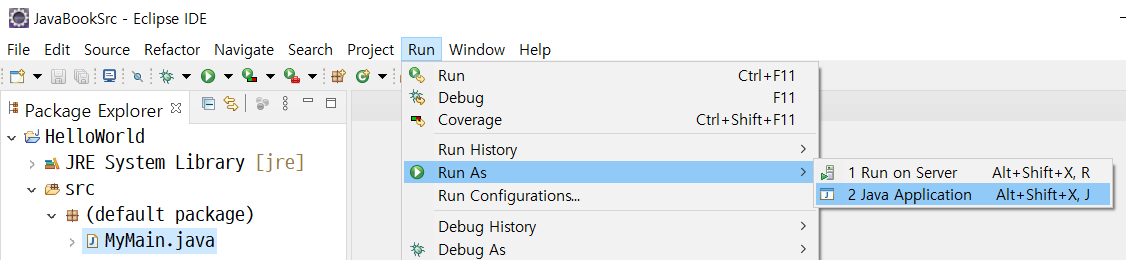 JavaBookSrc - Eclipse IDE
File Edit Source Refactor Navigate Search Project Run Window Help
Package Explorer
HelloWorld
JRE System Library [jre]
src
(default package)
MyMain.java
Run Ctrl+F11
Debug F11
Coverage Ctrl+Shift+F11
Run History
Run As
Run Configurations...
Debug History
Debug As
1 Run on Server Alt+Shift+X, R
2 Java Application Alt+Shift+X, J